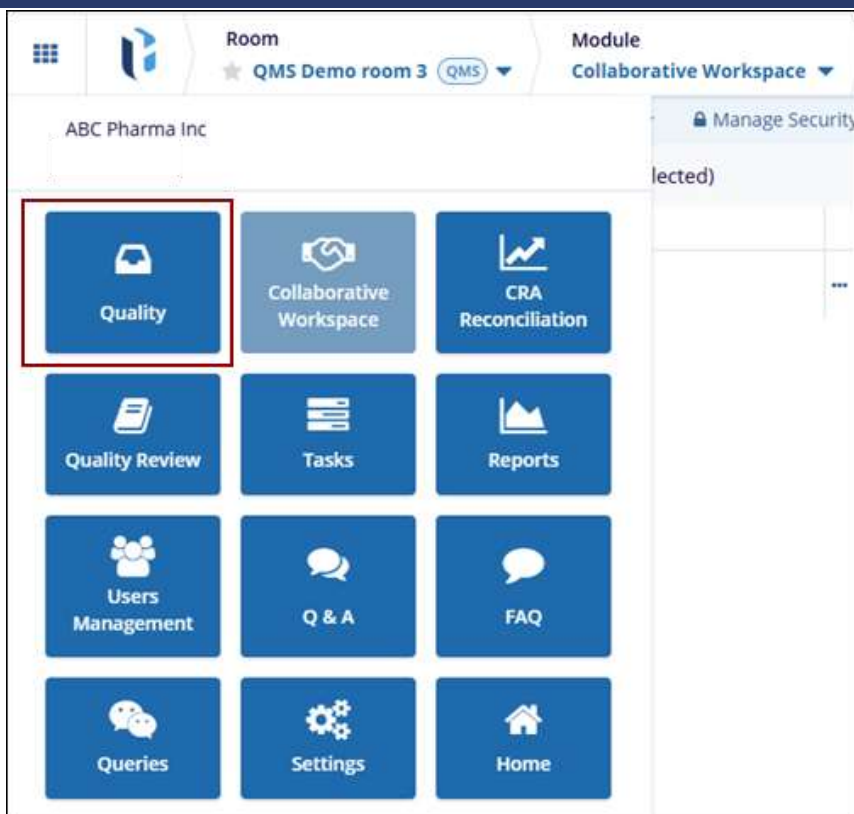 Room
QMS Demo room 3 QMS
Module
Collaborative Workspace
ABC Pharma Inc
Manage Security
lected)
Quality
Collaborative
Workspace
CRA
Reconciliation
Quality Review
Tasks
Reports
Users
Management
Q & A
FAQ
Queries
Settings
Home